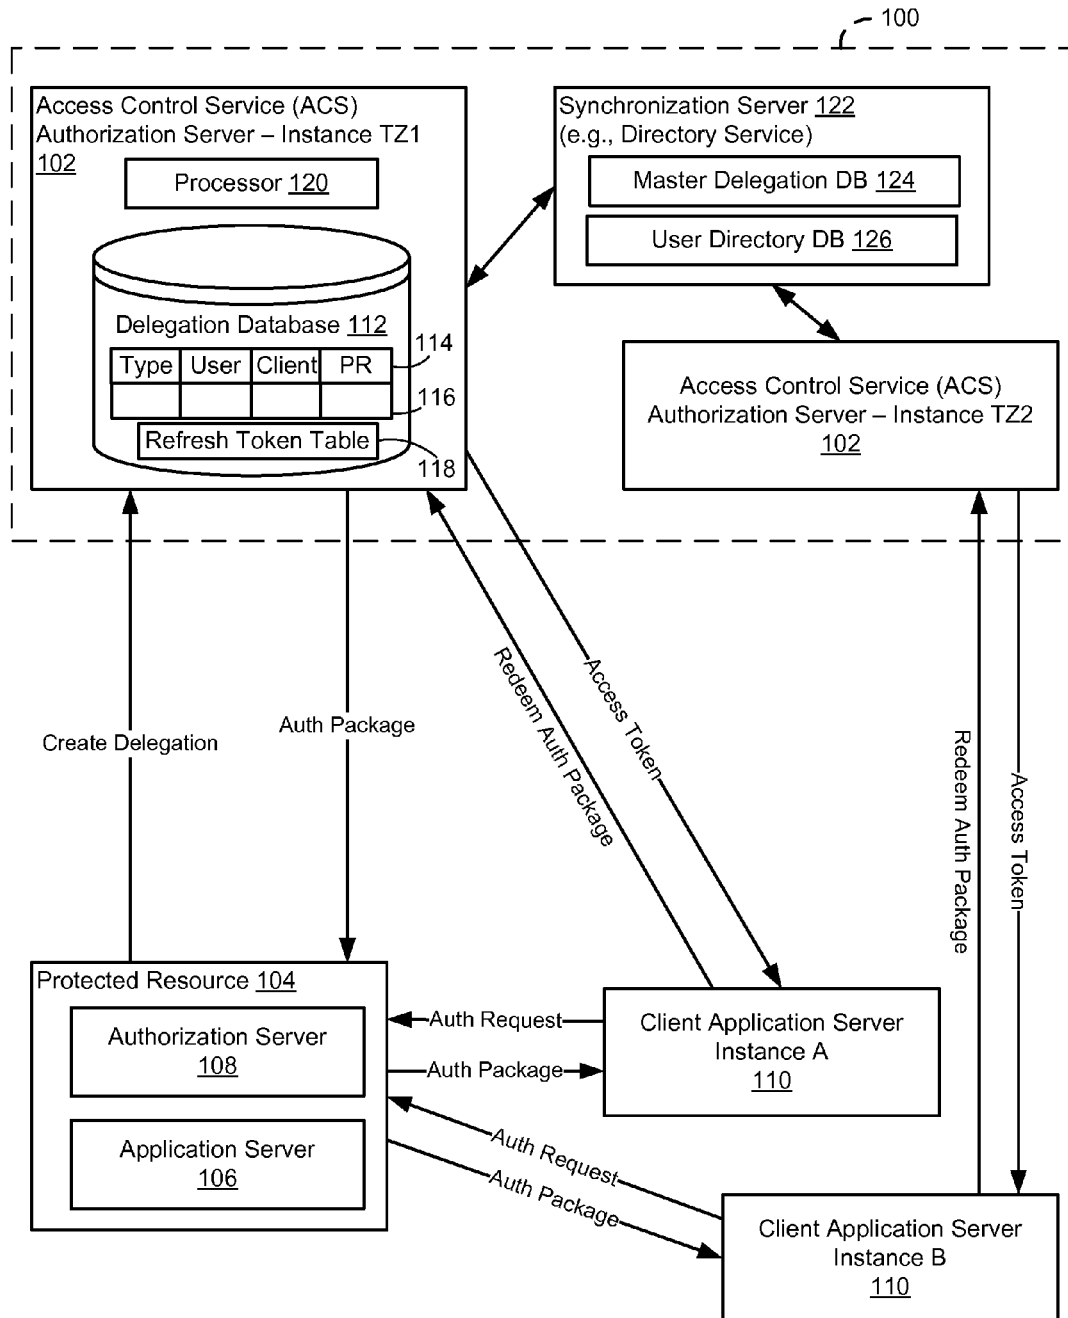 100
Access Control Service (ACS)
Authorization Server – Instance TZ1
102
Processor 120
Delegation Database 112
Type User Client PR
114
116
Refresh Token Table
118
Synchronization Server 122
(e.g., Directory Service)
Master Delegation DB 124
User Directory DB 126
Access Control Service (ACS)
Authorization Server – Instance TZ2
102
Create Delegation
Auth Package
Redeem Auth Package
Access Token
Redeem Auth Package
Access Token
Protected Resource 104
Authorization Server
108
Application Server
106
Auth Request
Auth Package
Client Application Server
Instance A
110
Auth Request
Auth Package
Client Application Server
Instance B
110